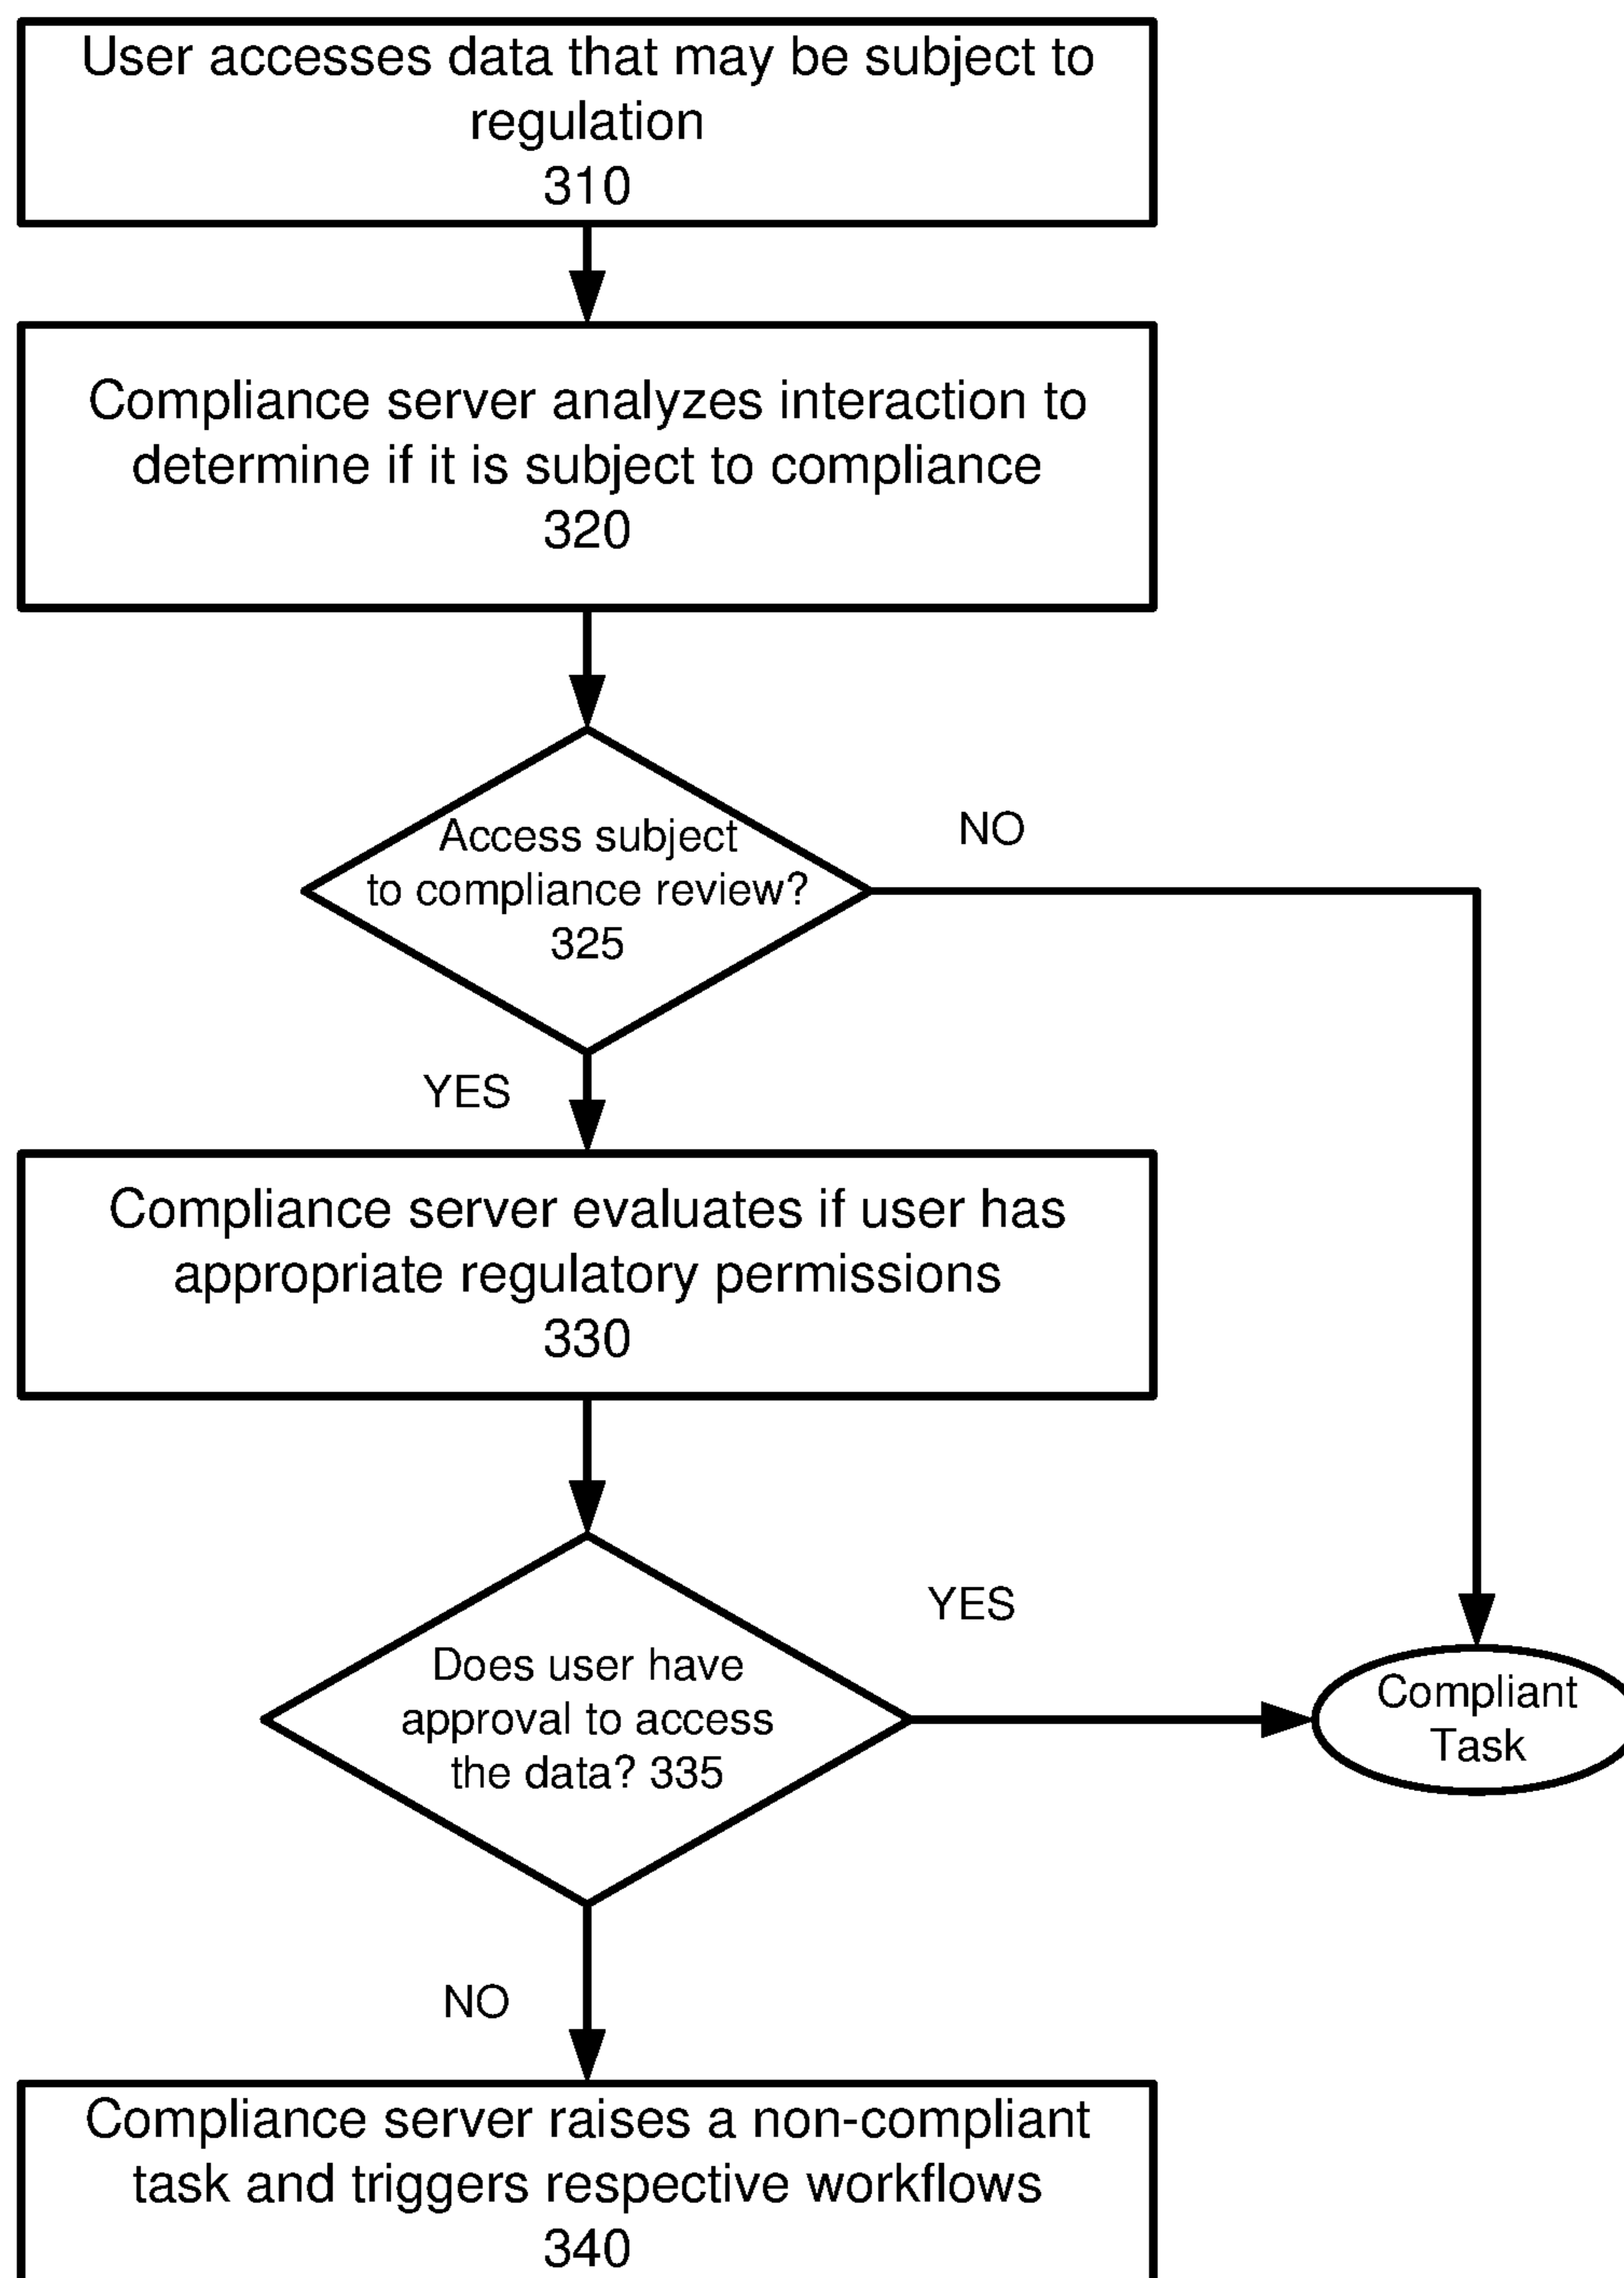 User accesses data that may be subject to
regulation
310
Compliance server analyzes interaction to
determine if it is subject to compliance
320
Access subject
to compliance review?
325
NO
YES
Compliance server evaluates if user has
appropriate regulatory permissions
330
Does user have
approval to access
the data? 335
YES
Compliant
Task
NO
Compliance server raises a non-compliant
task and triggers respective workflows
340